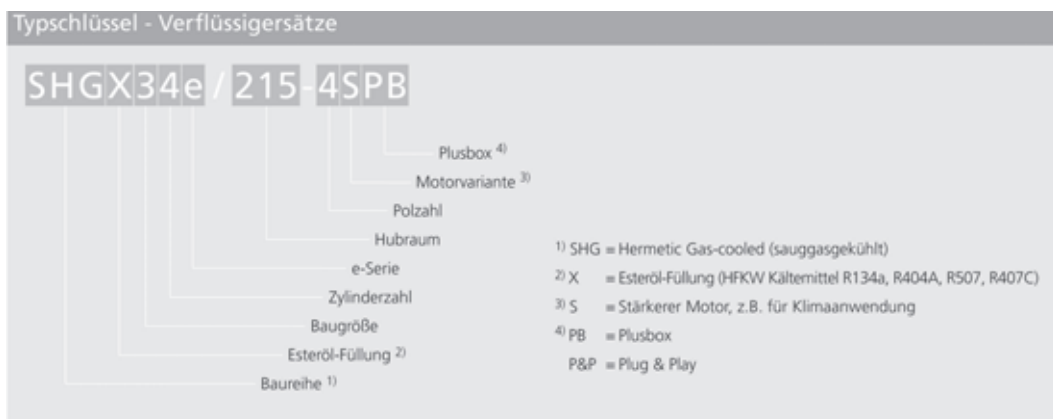 Typschlüssel - Verflüssigersätze
SHGX34e/215-4SPB
Plusbox 4)
Motorvariante 3)
Polzahl
Hubraum
e-Serie
Zylinderzahl
Baugröße
Esteröl-Füllung 2)
Baureihe 1)
1) SHG = Hermetic Gas-cooled (sauggasgekühlt)
2) X = Esteröl-Füllung (HFKW Kältemittel R134a, R404A, R507, R407C)
3) S = Stärkerer Motor, z.B. für Klimaanwendung
4) PB = Plusbox
P&P = Plug & Play